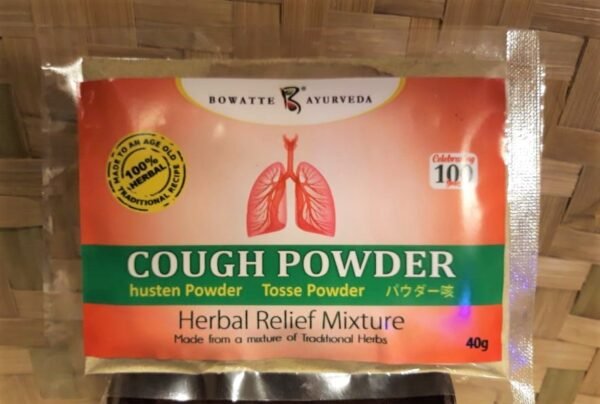 BOWATTE AYURVEDA
MADE TO AN AGE OLD
100%
HERBAL
TRADITIONAL RECIPE
Celebrating
100
COUGH POWDER
husten Powder Tosse Powder パウダー咳
Herbal Relief Mixture
Made from a mixture of Traditional Herbs
40g